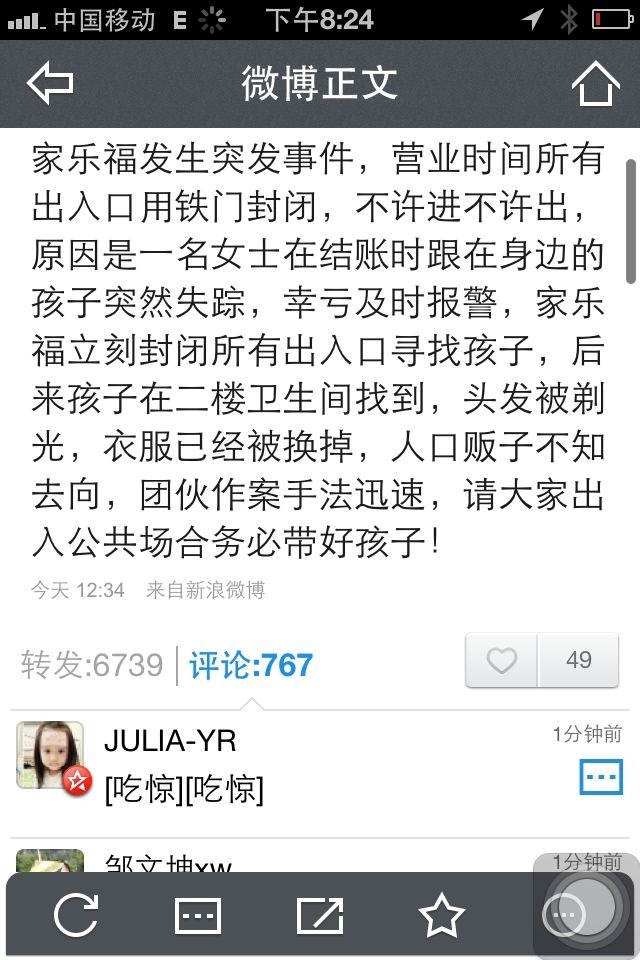 中国移动 E 下午8:24
微博正文
家乐福发生突发事件，营业时间所有
出入口用铁门封闭，不许进不许出，
原因是一名女士在结账时跟在身边的
孩子突然失踪，幸亏及时报警，家乐
福立刻封闭所有出入口寻找孩子，后
来孩子在二楼卫生间找到，头发被剃
光，衣服已经被换掉，人口贩子不知
去向，团伙作案手法迅速，请大家出
入公共场合务必带好孩子！
今天 12:34 来自新浪微博
转发:6739 评论:767 49
JULIA-YR 1分钟前
[吃惊][吃惊]
邹文坤xw 1分钟前